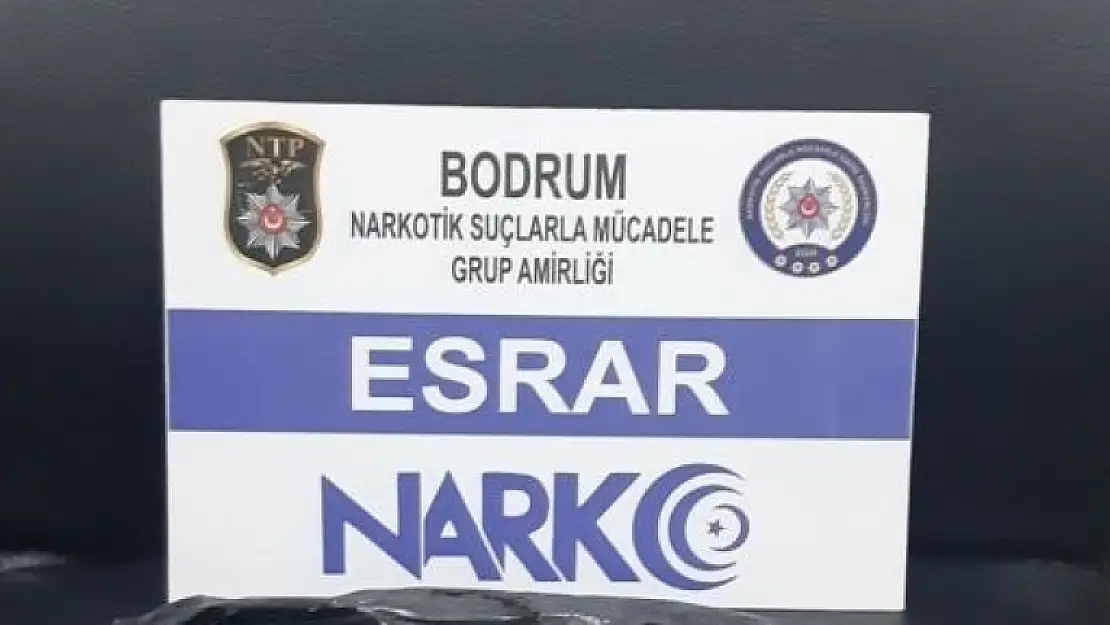 NTP
BODRUM
NARKOTİK SUÇLARLA MÜCADELE
GRUP AMİRLİĞİ
ESRAR
NARKO